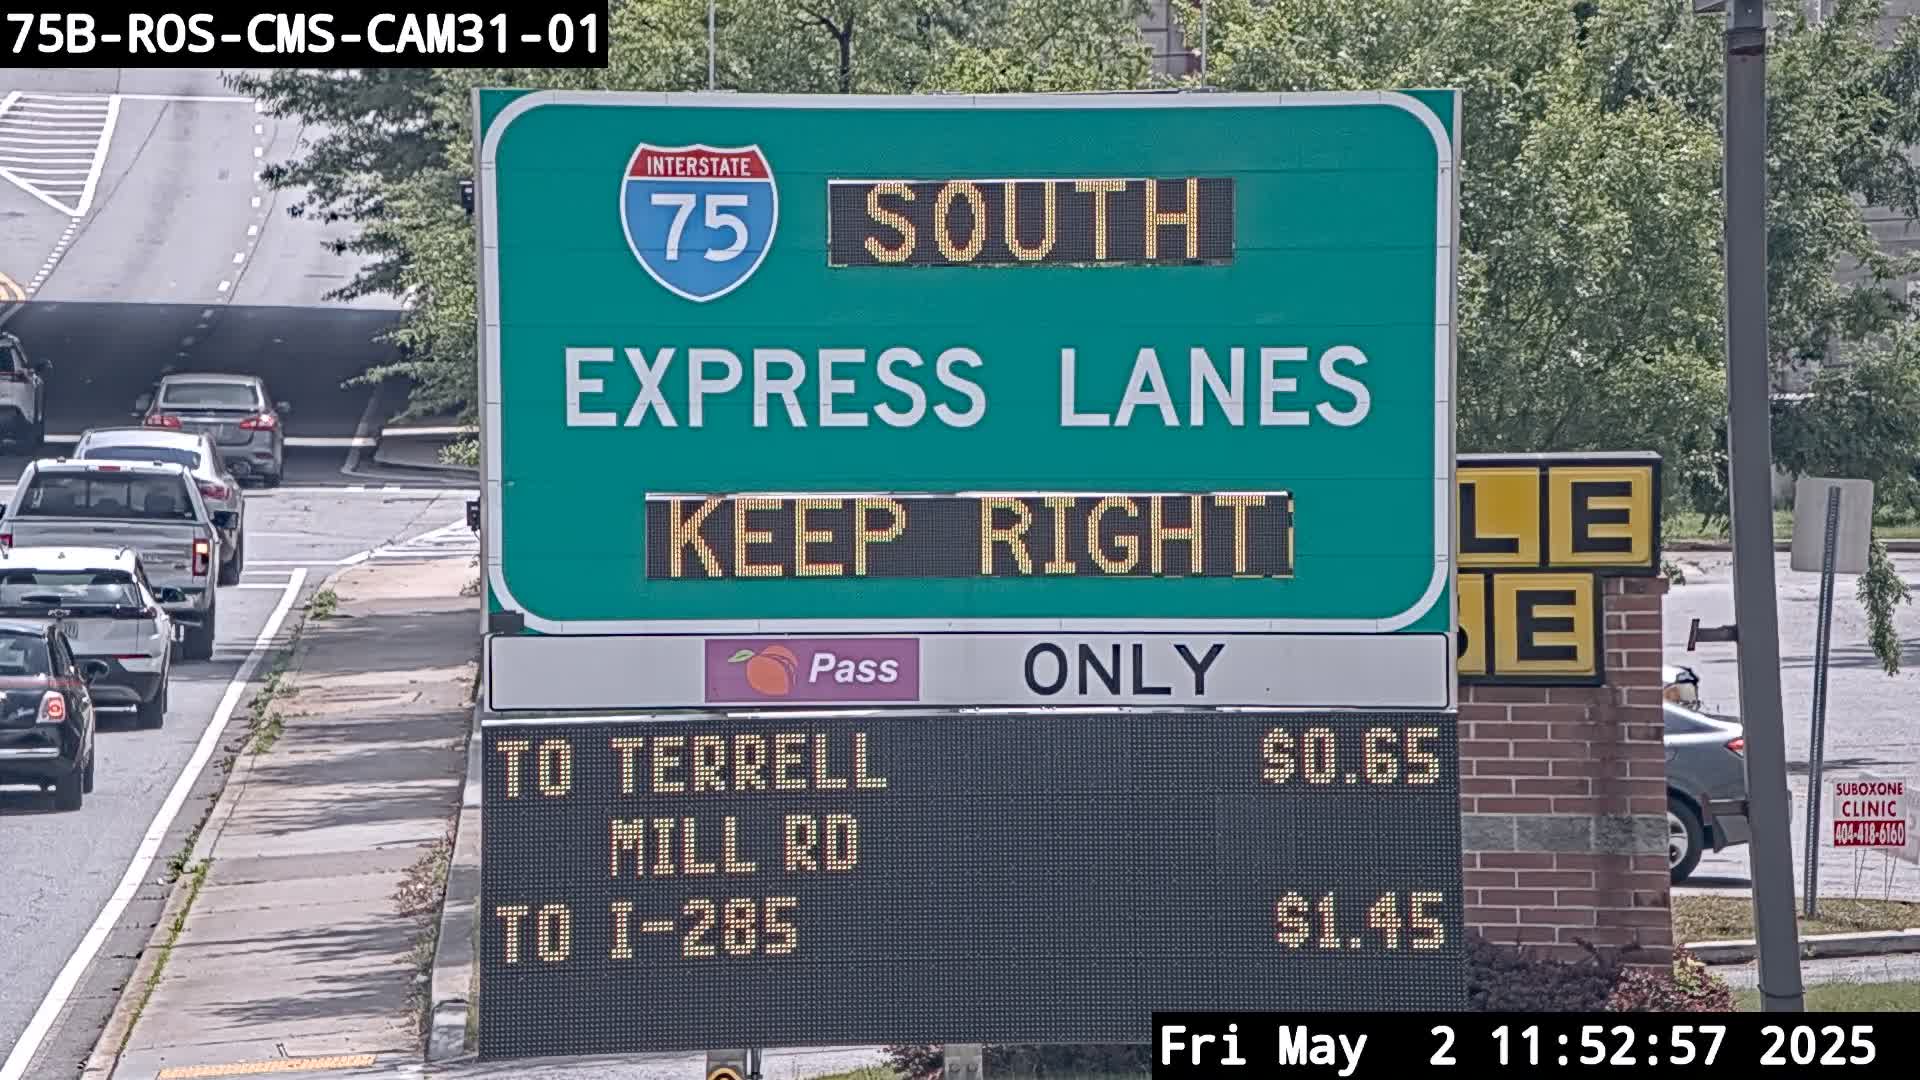 75B-ROS-CMS-CAM31-01
INTERSTATE
75
SOUTH
EXPRESS LANES
KEEP RIGHT
Pass ONLY
TO TERRELL $0.65
MILL RD
TO I-285 $1.45
LE
E
SUBOXONE
CLINIC
404-418-6160
Fri May 2 11:52:57 2025